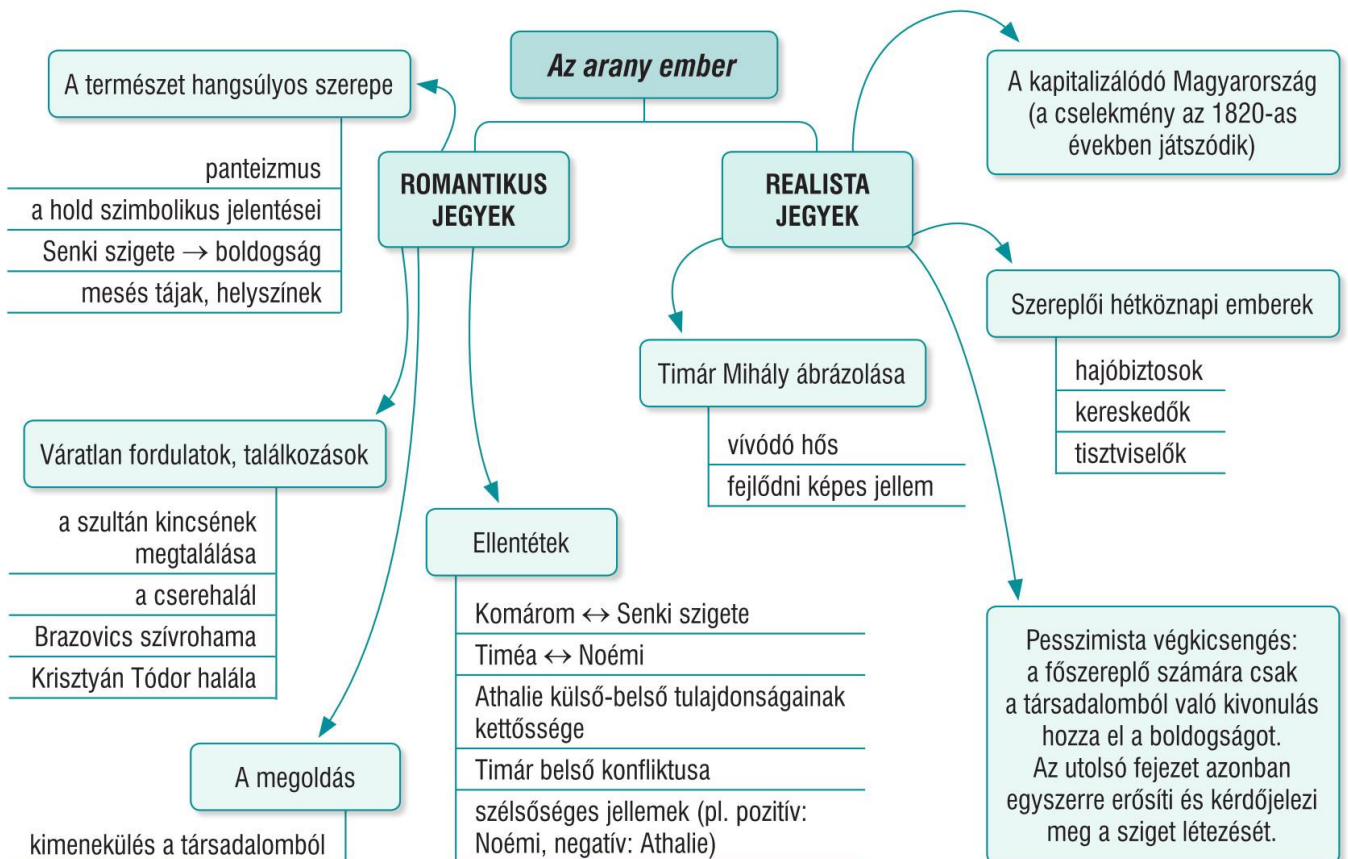 Az arany ember
ROMANTIKUS
JEGYEK
A természet hangsúlyos szerepe
panteizmus
a hold szimbolikus jelentései
Senki szigete → boldogság
mesés tájak, helyszínek
Váratlan fordulatok, találkozások
a szultán kincsének
megtalálása
a cserehalál
Brazovics szívrohama
Krisztyán Tódor halála
A megoldás
kimenekülés a társadalomból
Ellentétek
Komárom ↔ Senki szigete
Timéa ↔ Noémi
Athalie külső-belső tulajdonságainak
kettőssége
Timár belső konfliktusa
szélsőséges jellemek (pl. pozitív:
Noémi, negatív: Athalie)
REALISTA
JEGYEK
A kapitalizálódó Magyarország
(a cselekmény az 1820-as
években játszódik)
Szereplői hétköznapi emberek
hajóbiztosok
kereskedők
tisztviselők
Timár Mihály ábrázolása
vívódó hős
fejlődni képes jellem
Pesszimista végkicsengés:
a főszereplő számára csak
a társadalomból való kivonulás
hozza el a boldogságot.
Az utolsó fejezet azonban
egyszerre erősíti és kérdőjelezi
meg a sziget létezését.